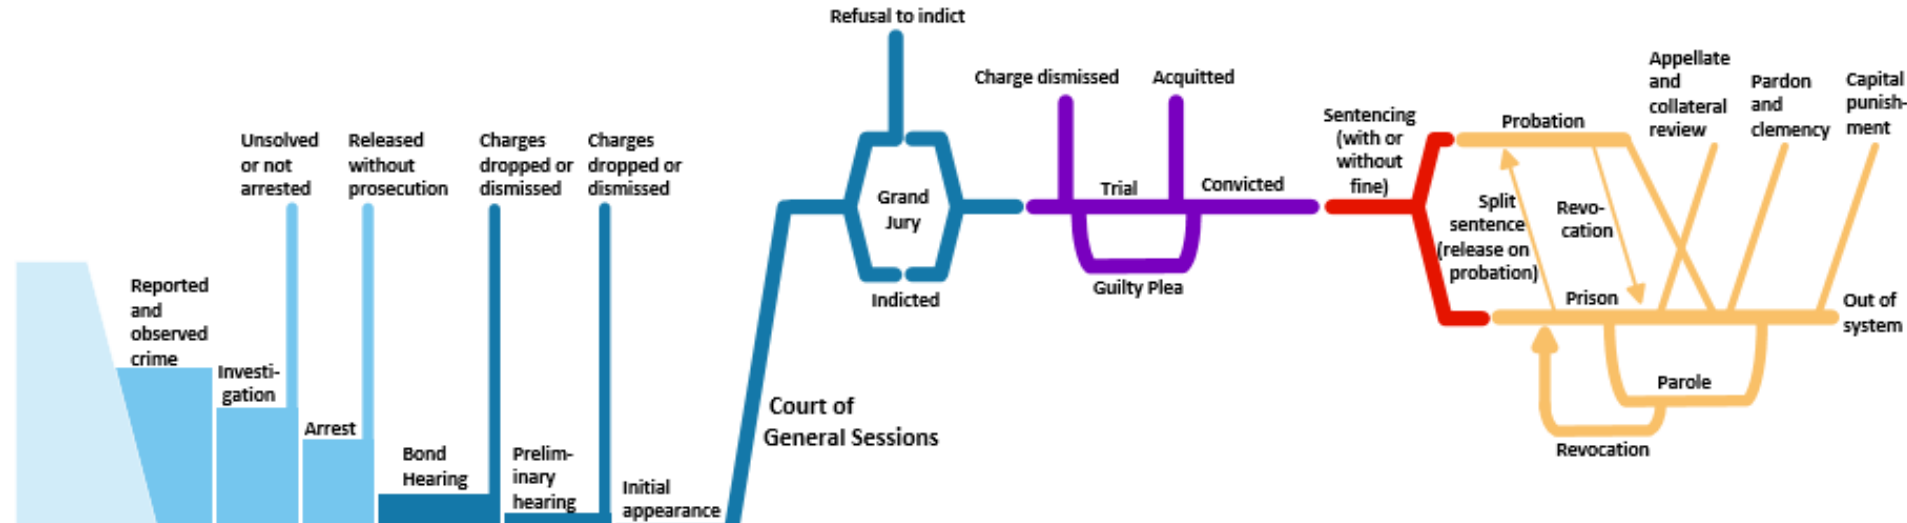 Refusal to indict
Charge dismissed
Acquitted
Appellate
and
collateral
review
Pardon
and
clemency
Capital
punish-
ment
Sentencing
(with or
without
fine)
Probation
Unsolved
or not
arrested
Released
without
prosecution
Charges
dropped or
dismissed
Charges
dropped or
dismissed
Grand
Jury
Trial
Convicted
Split
sentence
(release on
probation)
Revo-
cation
Indicted
Guilty Plea
Prison
Out of
system
Reported
and
observed
crime
Investi-
gation
Arrest
Bond
Hearing
Prelim-
inary
hearing
Initial
appearance
Court of
General Sessions
Parole
Revocation